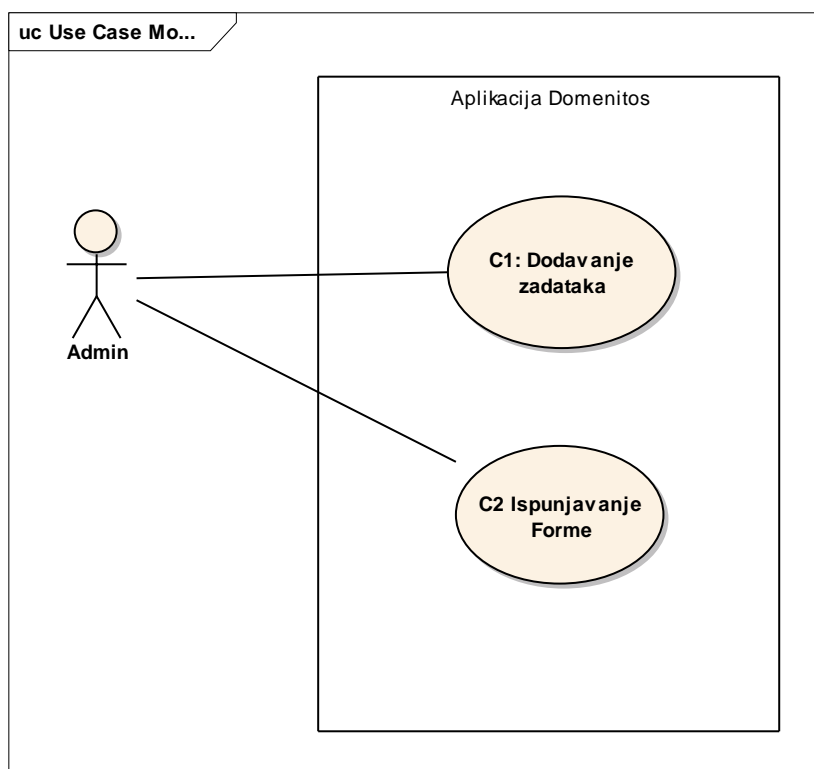 uc Use Case Mo...
Aplikacija Domenitos
C1: Dodavanje
zadataka
Admin
C2 Ispunjavanje
Forme